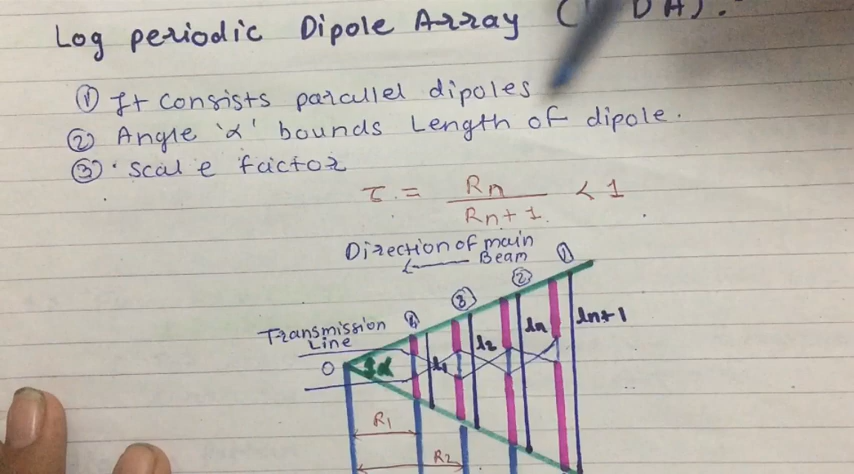 Log periodic Dipole Array
① It consists parallel dipoles
② Angle 'α' bounds Length of dipole.
③ Scale factor
τ = Rn / Rn+1 < 1
Direction of main
Beam
①
②
③
Transmission
Line
O
α
l1
l2
ln
ln+1
R1
R2